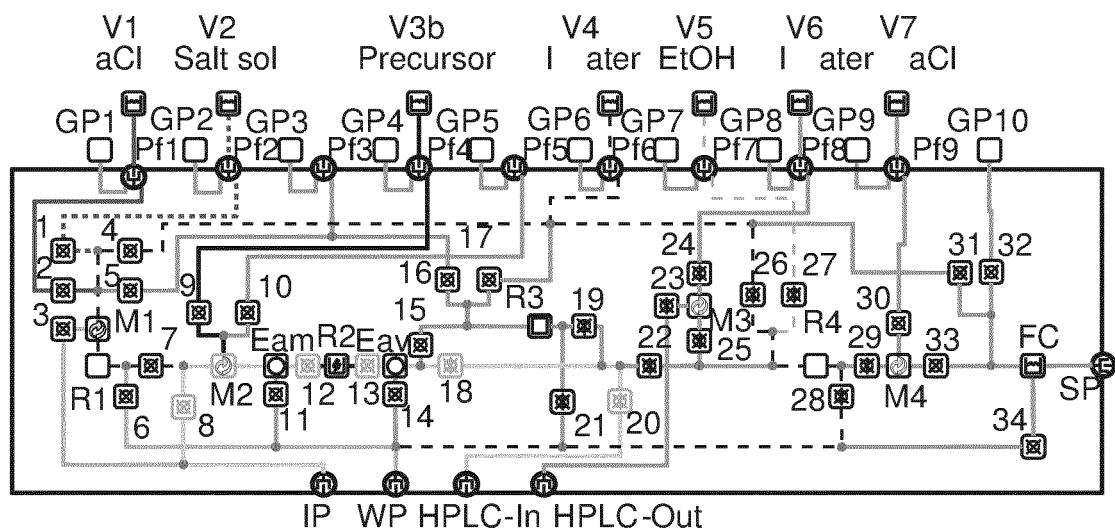 V1 V2 V3b V4 V5 V6 V7
aCl Salt sol Precursor I ater EtOH I ater aCl
GP1 GP2 GP3 GP4 GP5 GP6 GP7 GP8 GP9 GP10
Pf1 Pf2 Pf3 Pf4 Pf5 Pf6 Pf7 Pf8 Pf9
1 4 17 24 31 32
2 5 9 10 16 23 26 27
3 M1 15 R3 19 M3 R4 30
7 Eam R2 Eav 22 25 29 33 FC
R1 M2 12 13 18 28 M4 SP
6 8 11 14 21 20 34
IP WP HPLC-In HPLC-Out